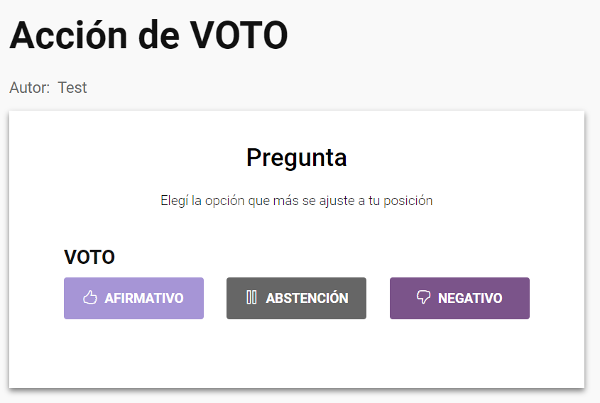 Acción de VOTO
Autor: Test
Pregunta
Elegí la opción que más se ajuste a tu posición
VOTO
AFIRMATIVO ABSTENCIÓN NEGATIVO